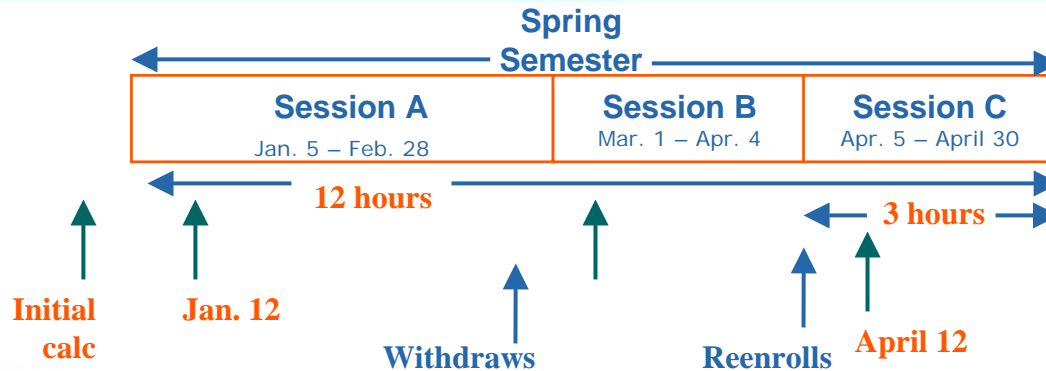 Spring
Semester
Session A
Jan. 5 – Feb. 28
Session B
Mar. 1 – Apr. 4
Session C
Apr. 5 – April 30
12 hours
3 hours
Initial
calc
Jan. 12
Withdraws
Reenrolls
April 12